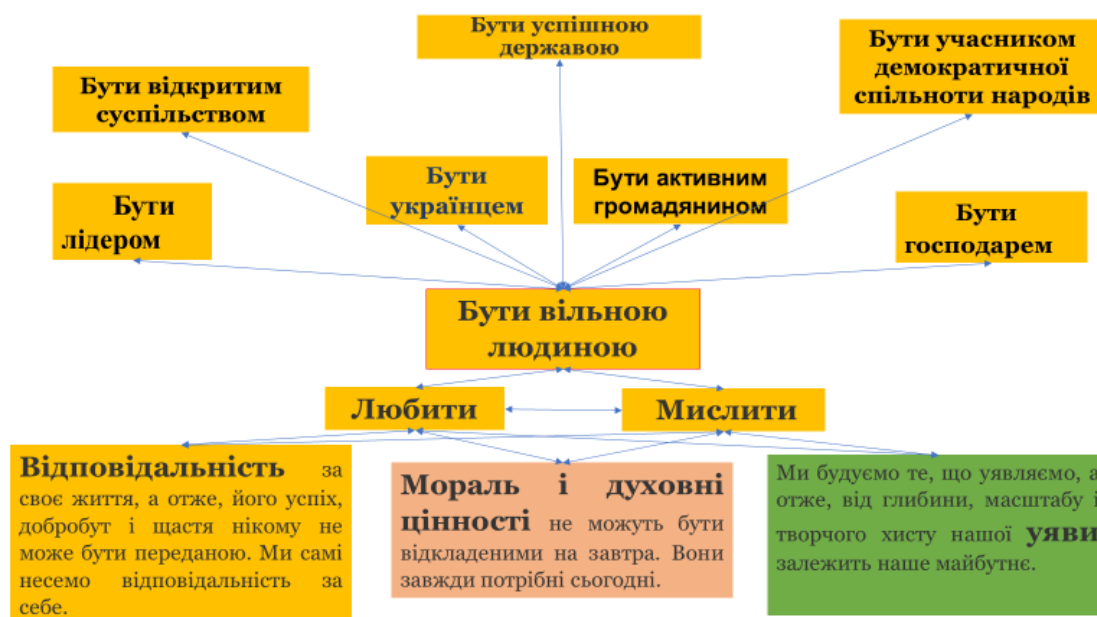 Бути успішною
державою
Бути учасником
демократичної
спільноти народів
Бути відкритим
суспільством
Бути
українцем
Бути активним
громадянином
Бути
лідером
Бути
господарем
Бути вільною
людиною
Любити
Мислити
Відповідальність за
своє життя, а отже, його успіх,
добробут і щастя нікому не
може бути переданою. Ми самі
несемо відповідальність за
себе.
Мораль і духовні
цінності не можуть бути
відкладеними на завтра. Вони
завжди потрібні сьогодні.
Ми будуємо те, що уявляємо, а
отже, від глибини, масштабу і
творчого хисту нашої уяви
залежить наше майбутнє.